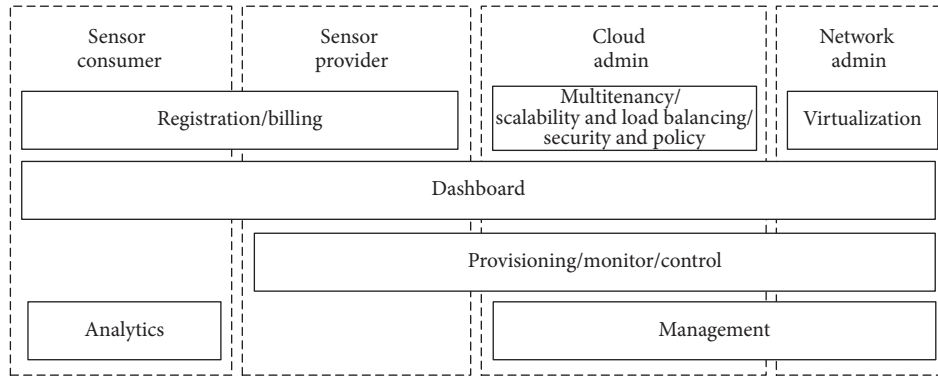 Sensor
consumer
Sensor
provider
Cloud
admin
Network
admin
Registration/billing
Multitenancy/
scalability and load balancing/
security and policy
Virtualization
Dashboard
Provisioning/monitor/control
Analytics
Management